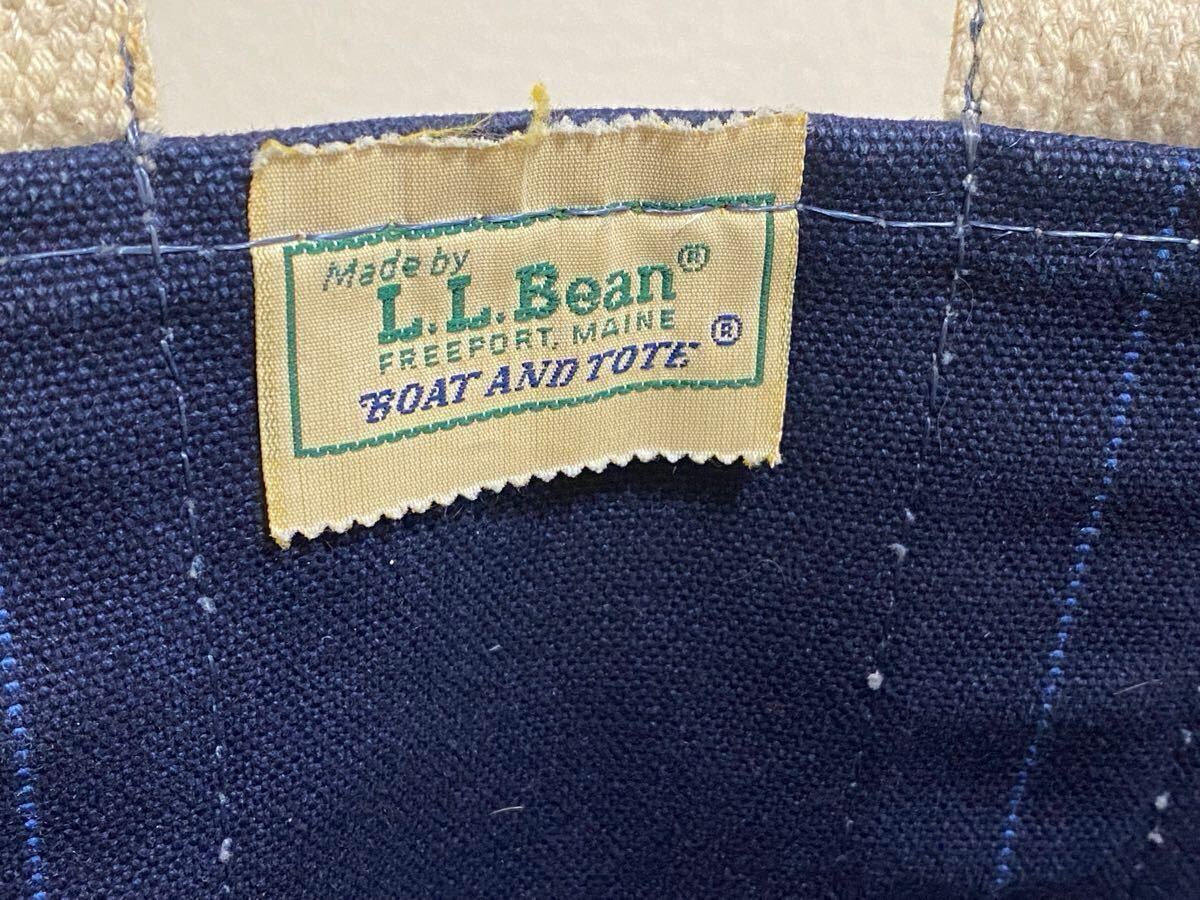 Made by
L.L.Bean®
FREEPORT, MAINE
BOAT AND TOTE®